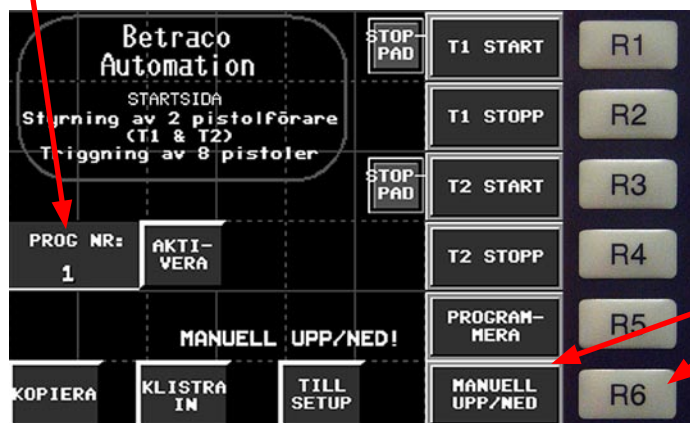 Betraco
Automation
STARTSIDA
Styrning av 2 pistolförare
(T1 & T2)
Triggning av 8 pistoler
STOP-
PAD
T1 START
R1
T1 STOPP
R2
STOP-
PAD
T2 START
R3
PROG NR:
1
AKTI-
VERA
T2 STOPP
R4
MANUELL UPP/NED!
PROGRAM-
MERA
R5
KOPIERA
KLISTRA
IN
TILL
SETUP
MANUELL
UPP/NED
R6